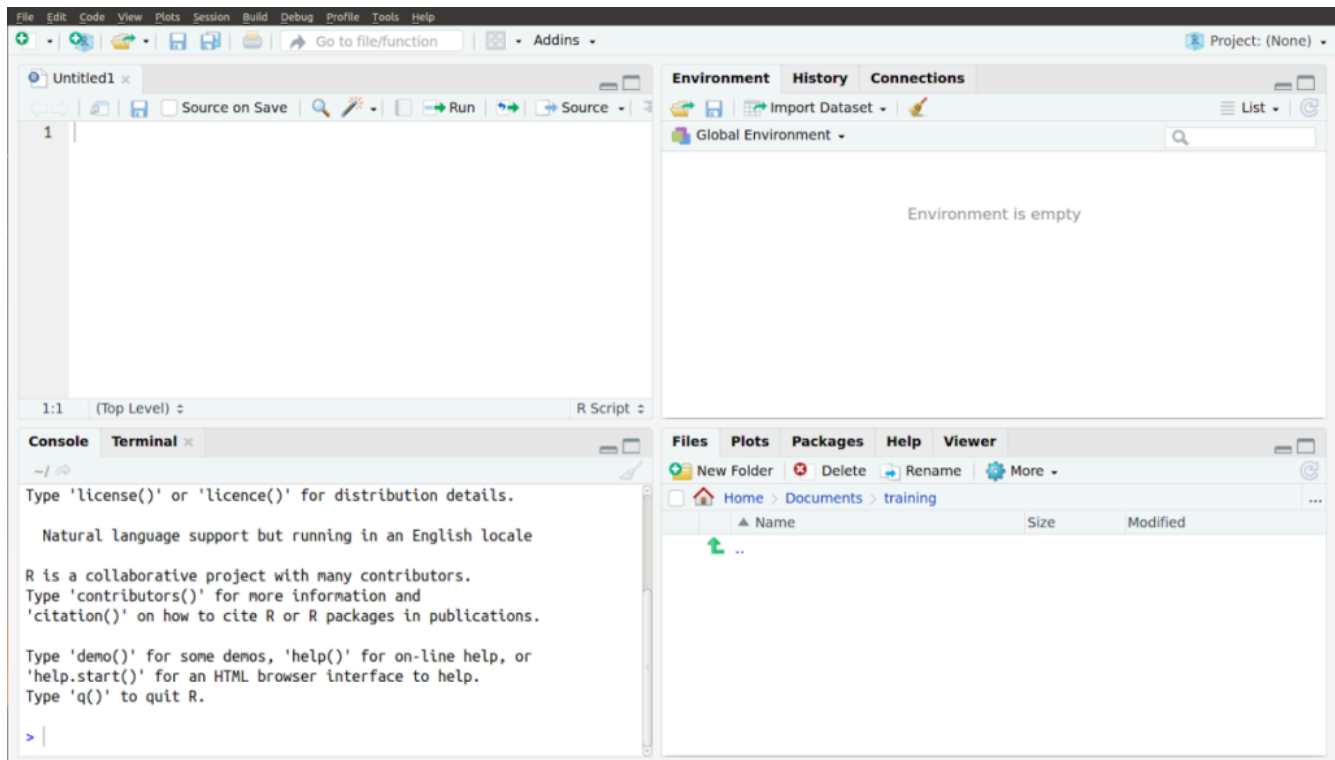 File Edit Code View Plots Session Build Debug Profile Tools Help
Go to file/function Addins Project: (None)
Untitled1
Source on Save Run Source
1
1:1 (Top Level) R Script
Environment History Connections
Import Dataset List
Global Environment
Environment is empty
Console Terminal
~/
Type 'license()' or 'licence()' for distribution details.
Natural language support but running in an English locale
R is a collaborative project with many contributors.
Type 'contributors()' for more information and
'citation()' on how to cite R or R packages in publications.
Type 'demo()' for some demos, 'help()' for on-line help, or
'help.start()' for an HTML browser interface to help.
Type 'q()' to quit R.
>
Files Plots Packages Help Viewer
New Folder Delete Rename More
Home > Documents > training ...
Name Size Modified
..